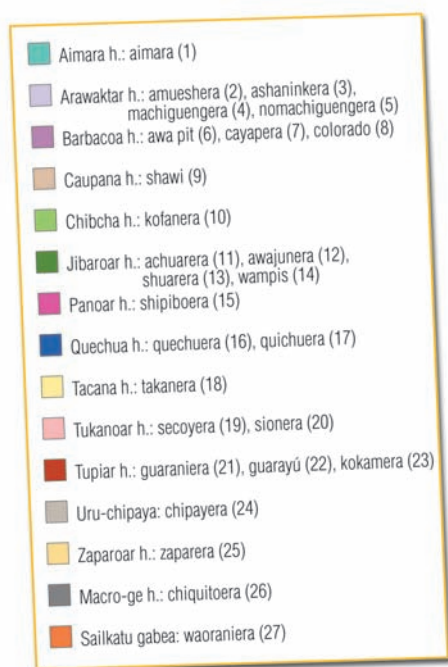 Aimara h.: aimara (1)
Arawaktar h.: amueshera (2), ashaninkera (3),
machiguengera (4), nomachiguengera (5)
Barbacoa h.: awa pit (6), cayapera (7), colorado (8)
Caupana h.: shawi (9)
Chibcha h.: kofanera (10)
Jibaroar h.: achuarera (11), awajunera (12),
shuarera (13), wampis (14)
Panoar h.: shipiboera (15)
Quechua h.: quechuera (16), quichuera (17)
Tacana h.: takanera (18)
Tukanoar h.: secoyera (19), sionera (20)
Tupiar h.: guaraniera (21), guarayú (22), kokamera (23)
Uru-chipaya: chipayera (24)
Zaparoar h.: zaparera (25)
Macro-ge h.: chiquitoera (26)
Sailkatu gabea: waoraniera (27)